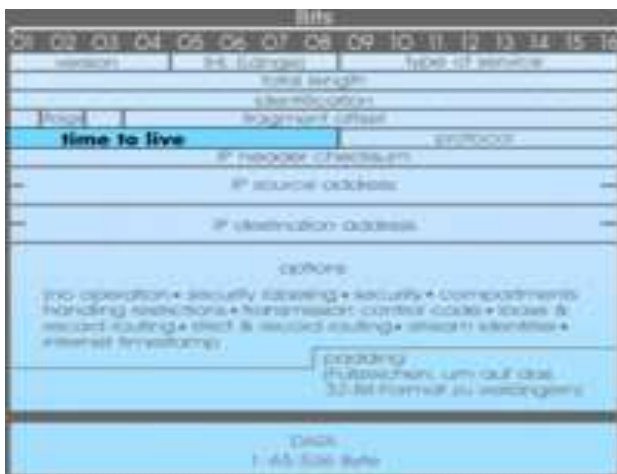 Bits
01 02 03 04 05 06 07 08 09 10 11 12 13 14 15 16
version IHL (Länge) type of service
total length
identification
flags fragment offset
time to live protocol
IP header checksum
IP source address
IP destination address
options
(no operation • security labeling • security • compartments
handling restrictions • transmission control code • loose &
record routing • strict & record routing • stream identifier •
internet timestamp
padding
(Füllzeichen, um auf das
32-Bit-Format zu verlängern)
DATA
Byte